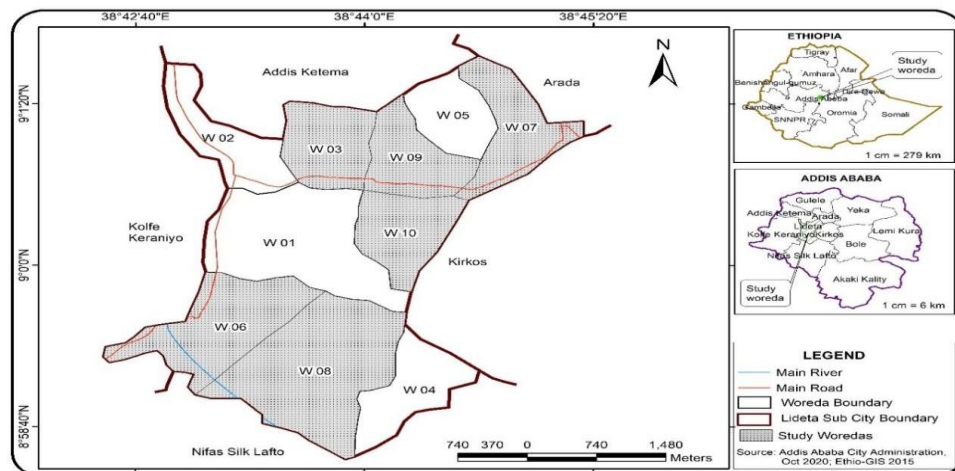 38°42'40"E 38°44'0"E 38°45'20"E
N
Addis Ketema
Arada
9°1'20"N
W 05
W 07
W 02
W 03
W 09
Kolfe
Keraniyo
W 10
W 01
Kirkos
9°0'0"N
W 06
W 08
W 04
8°58'40"N
Nifas Silk Lafto
740 370 0 740 1,480
Meters
ETHIOPIA
Tigray
Study
woreda
Amhara
Afar
Benishangul-gumuz
Dire-Dewa
Addis Ababa
Gambella
Oromia
Somali
SNNPR
1 cm = 279 km
ADDIS ABABA
Gulele
Yeka
Addis Ketema
Arada
Lideta
Lemi Kura
Kolfe Keraniyo
Kirkos
Bole
Nifas Silk Lafto
Akaki Kality
Study
woreda
1 cm = 6 km
LEGEND
Main River
Main Road
Woreda Boundary
Lideta Sub City Boundary
Study Woredas
Source: Addis Ababa City Administration,
Oct 2020; Ethio-GIS 2015